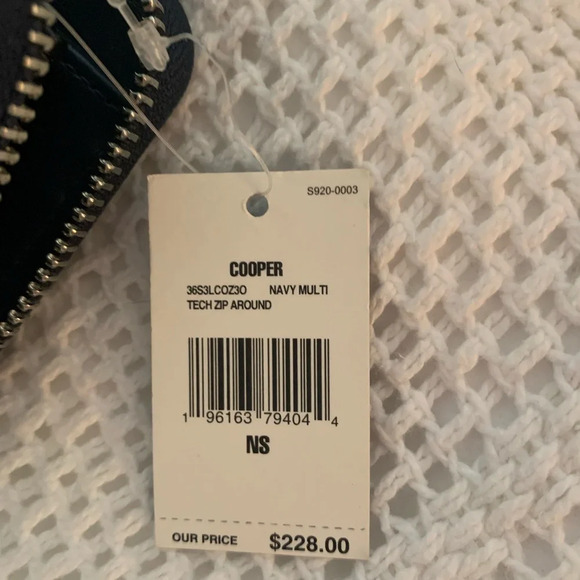 S920-0003
COOPER
36S3LCOZ3O NAVY MULTI
TECH ZIP AROUND
1 96163 79404 4
NS
OUR PRICE $228.00